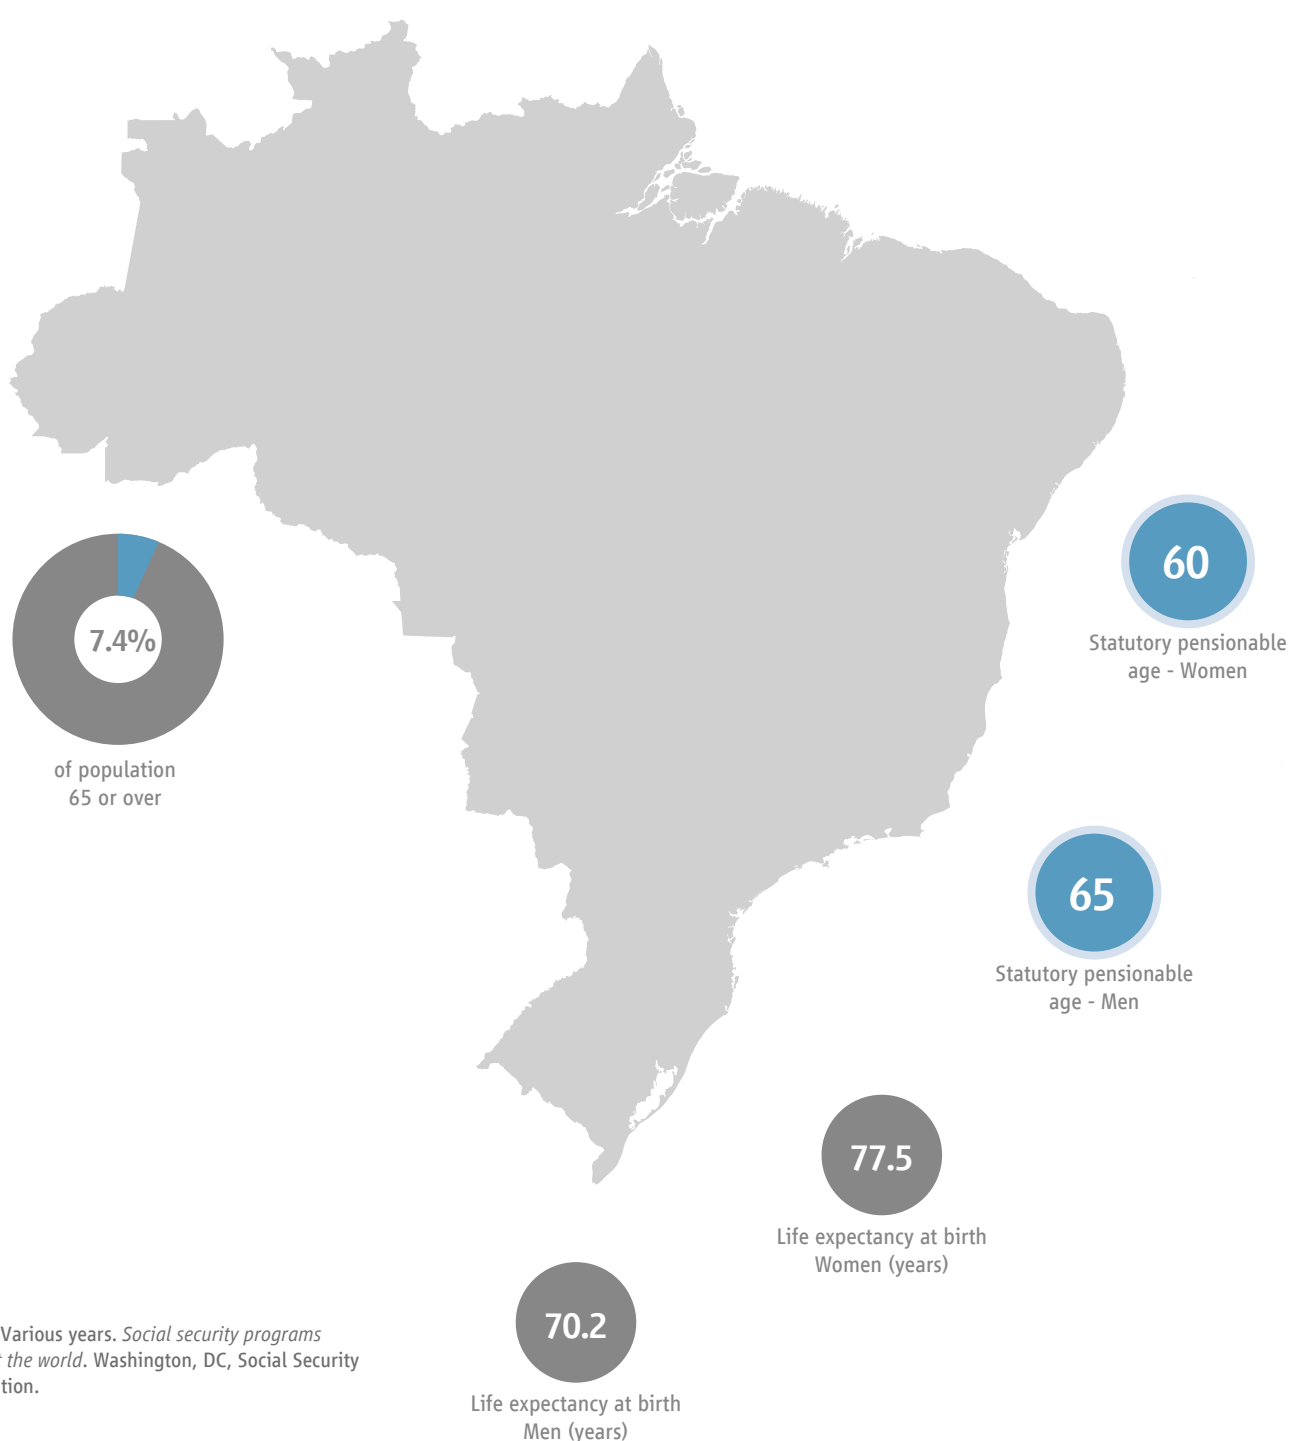 60
Statutory pensionable
age - Women
7.4%
of population
65 or over
65
Statutory pensionable
age - Men
77.5
Life expectancy at birth
Women (years)
70.2
Life expectancy at birth
Men (years)
Various years. Social security programs
the world. Washington, DC, Social Security